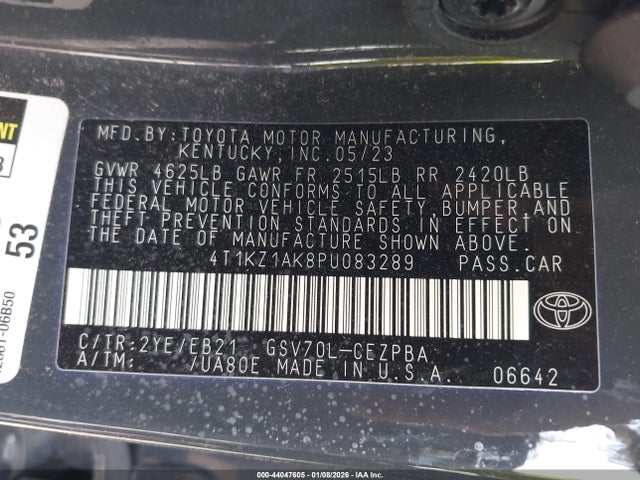 MFD.BY:TOYOTA MOTOR MANUFACTURING,
KENTUCKY,INC.05/23
GVWR 4625LB GAWR FR 2515LB RR 2420LB
THIS VEHICLE CONFORMS TO ALL APPLICABLE
FEDERAL MOTOR VEHICLE SAFETY,BUMPER,AND
THEFT PREVENTION STANDARDS IN EFFECT ON
THE DATE OF MANUFACTURE SHOWN ABOVE.
4T1KZ1AK8PU083289 PASS.CAR
C/TR:2YE/EB21 GSV70L-CEZPBA
A/TM: /UA80E MADE IN U.S.A. 06642
53
000-44047605 - 01/08/2026 - IAA Inc.